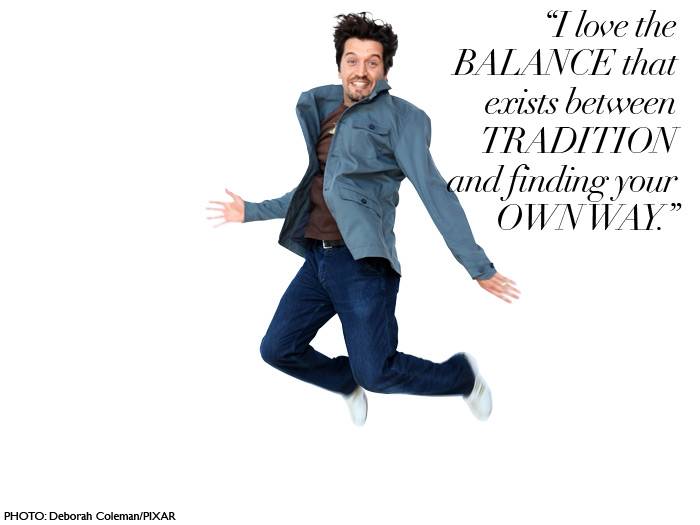 “I love the
BALANCE that
exists between
TRADITION
and finding your
OWN WAY.”
PHOTO: Deborah Coleman/PIXAR